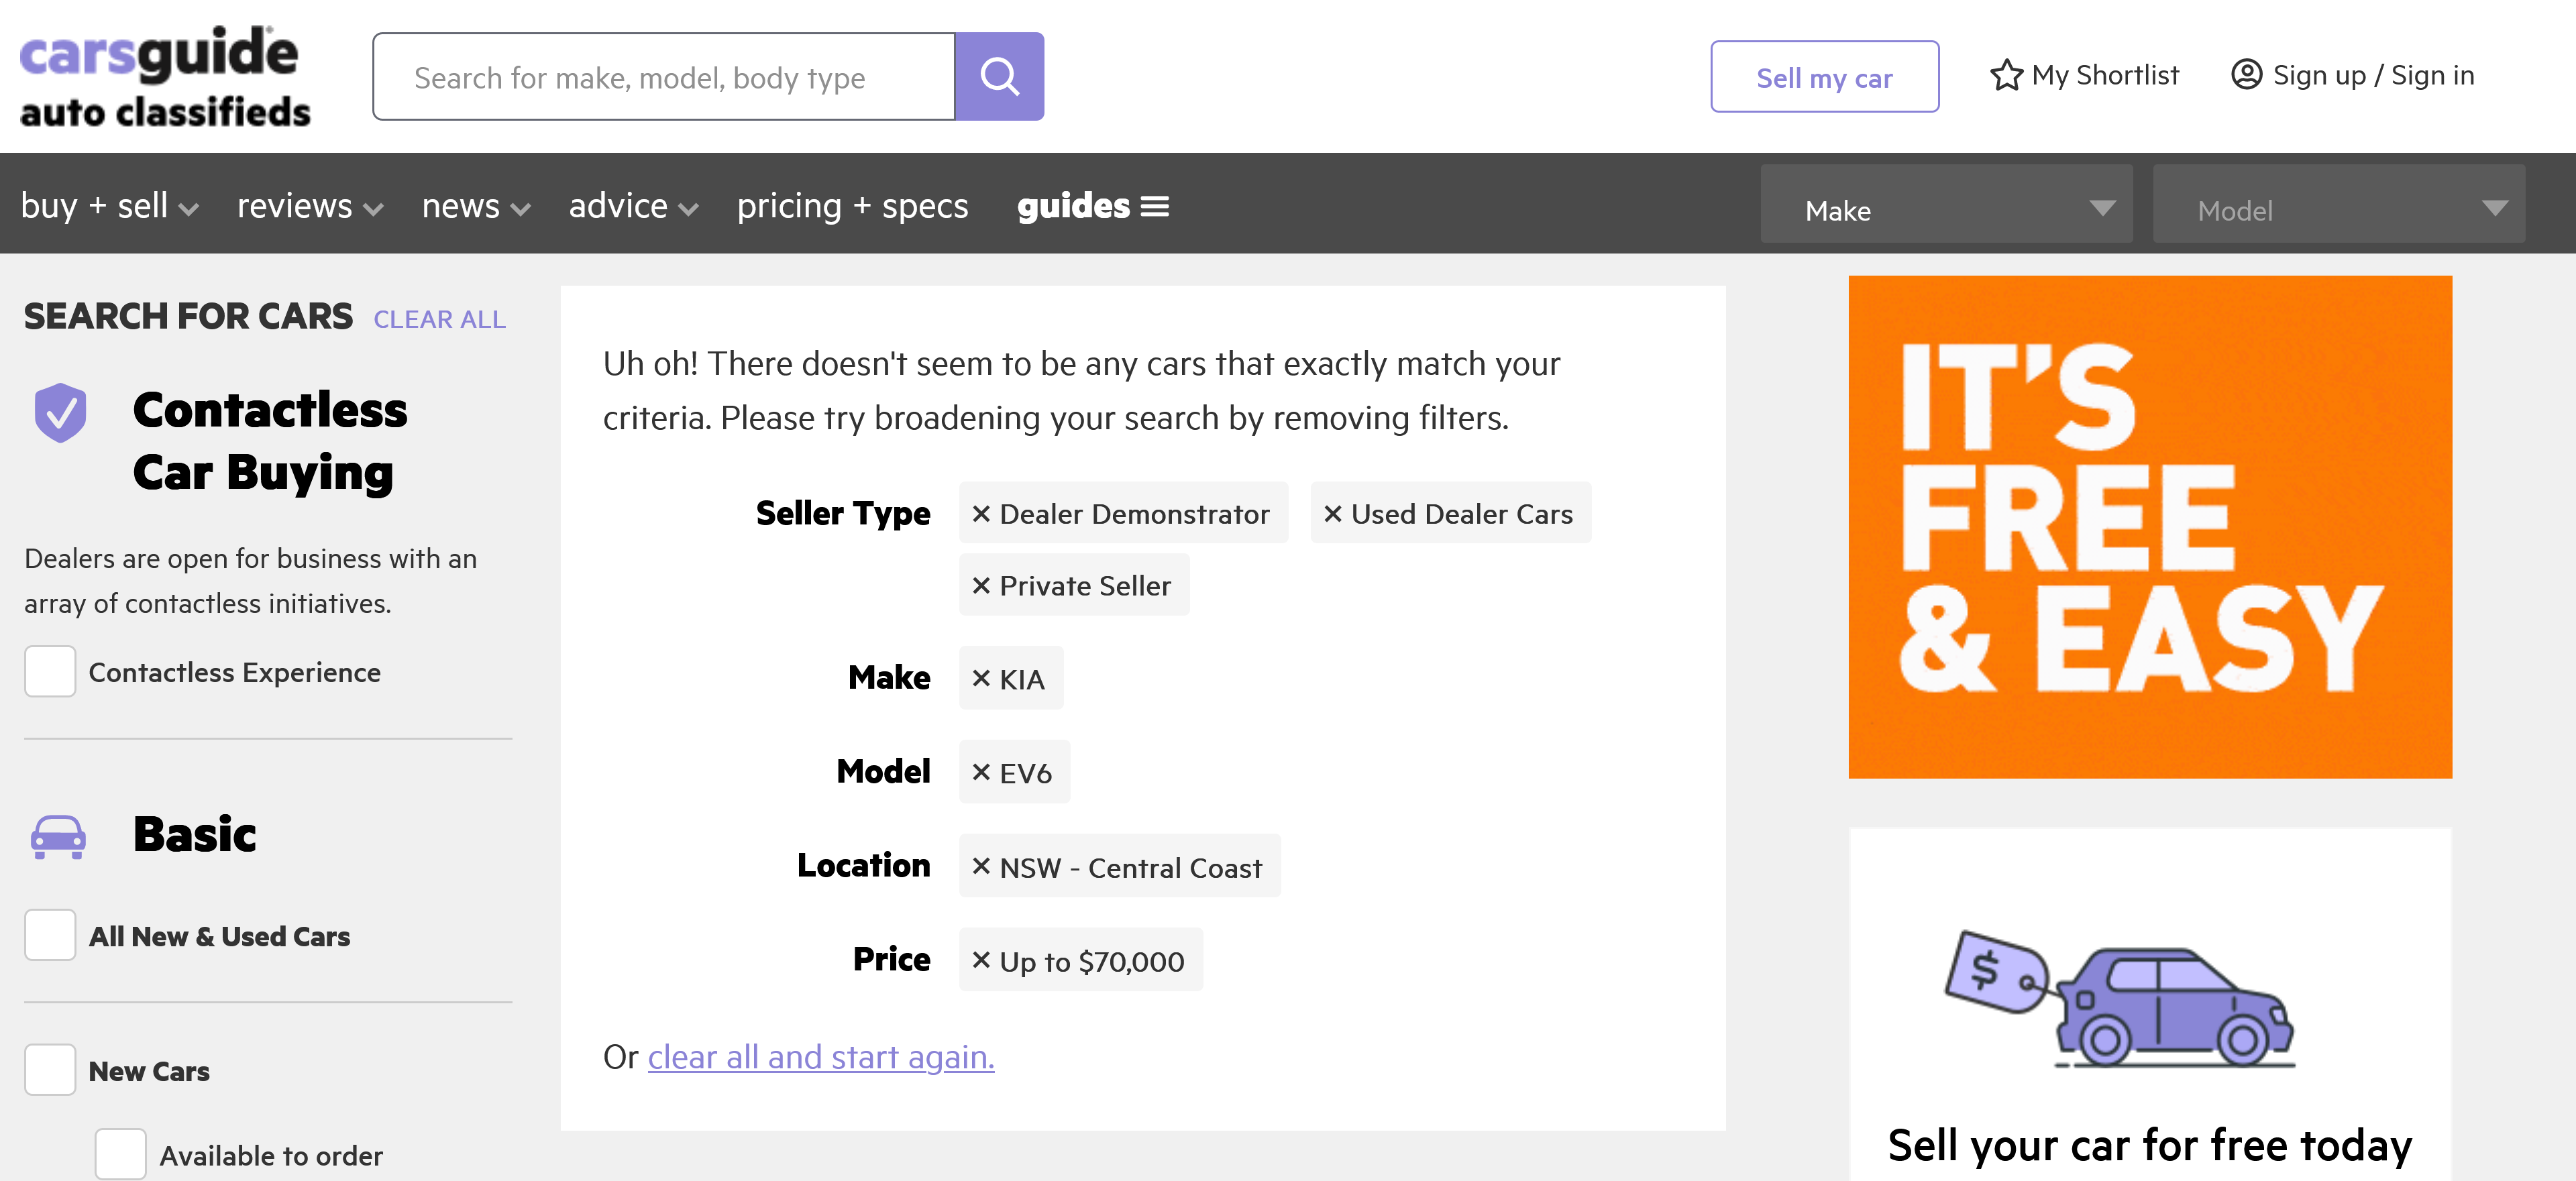 carsguide
auto classifieds
Search for make, model, body type
Sell my car
My Shortlist
Sign up / Sign in
buy + sell
reviews
news
advice
pricing + specs
guides
Make
Model
SEARCH FOR CARS
CLEAR ALL
Contactless
Car Buying
Dealers are open for business with an
array of contactless initiatives.
Contactless Experience
Basic
All New & Used Cars
New Cars
Available to order
Uh oh! There doesn't seem to be any cars that exactly match your
criteria. Please try broadening your search by removing filters.
Seller Type × Dealer Demonstrator × Used Dealer Cars
× Private Seller
Make × KIA
Model × EV6
Location × NSW - Central Coast
Price × Up to $70,000
Or clear all and start again.
IT'S
FREE
& EASY
$
Sell your car for free today